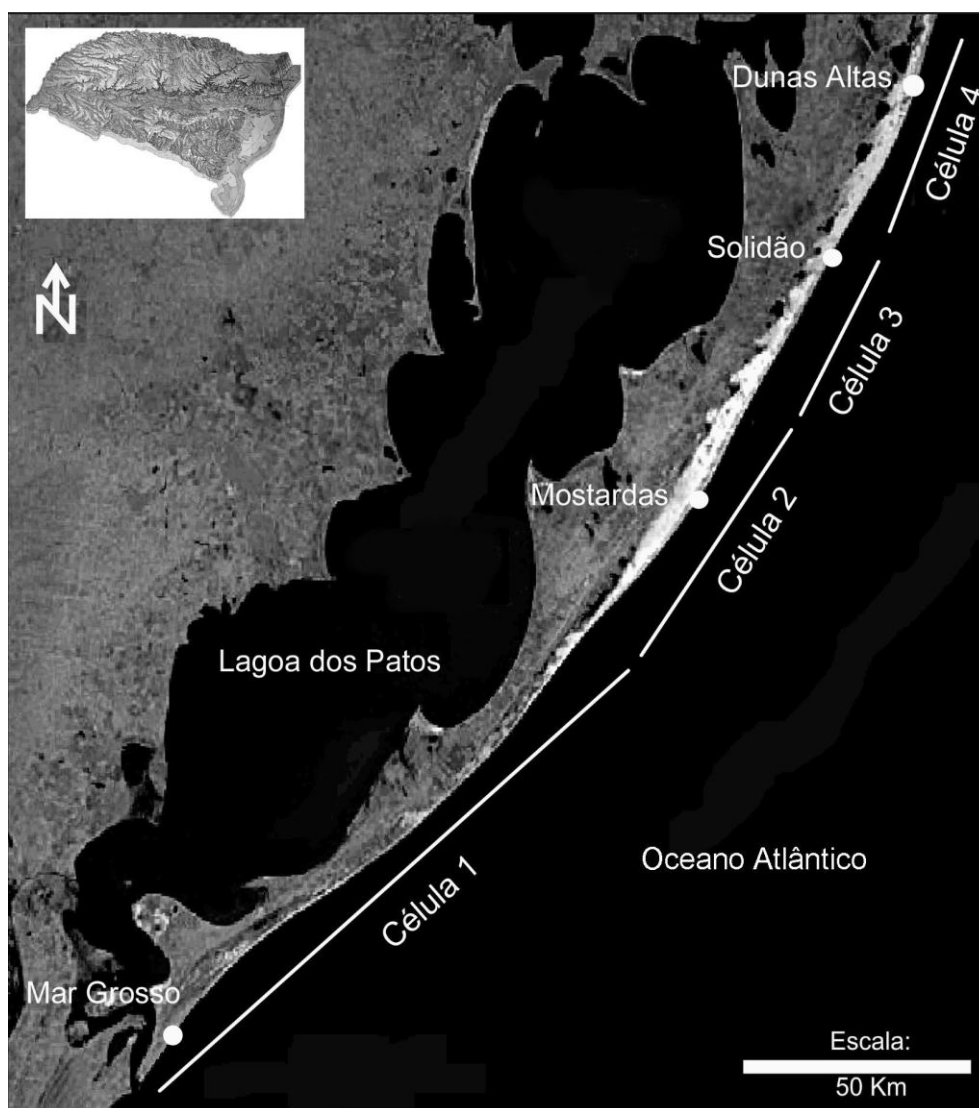 Dunas Altas
Célula 4
Solidão
Célula 3
N
Mostardas
Célula 2
Lagoa dos Patos
Oceano Atlântico
Célula 1
Mar Grosso
Escala:
50 Km